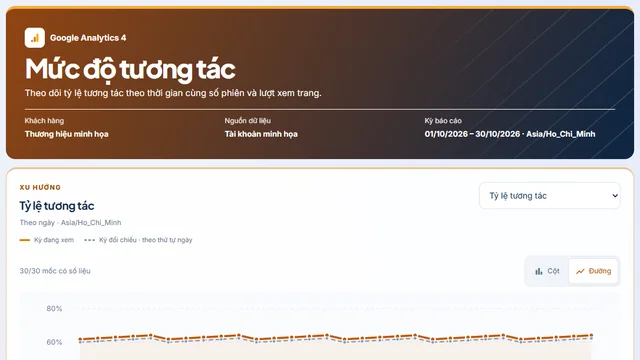 Google Analytics 4
Mức độ tương tác
Theo dõi tỷ lệ tương tác theo thời gian cùng số phiên và lượt xem trang.
Khách hàng
Thương hiệu minh họa
Nguồn dữ liệu
Tài khoản minh họa
Kỳ báo cáo
01/10/2026 – 30/10/2026 · Asia/Ho_Chi_Minh
XU HƯỚNG
Tỷ lệ tương tác
Theo ngày · Asia/Ho_Chi_Minh
Tỷ lệ tương tác
Kỳ đang xem
Kỳ đối chiếu · theo thứ tự ngày
30/30 mốc có số liệu
Cột
Đường
80%
60%